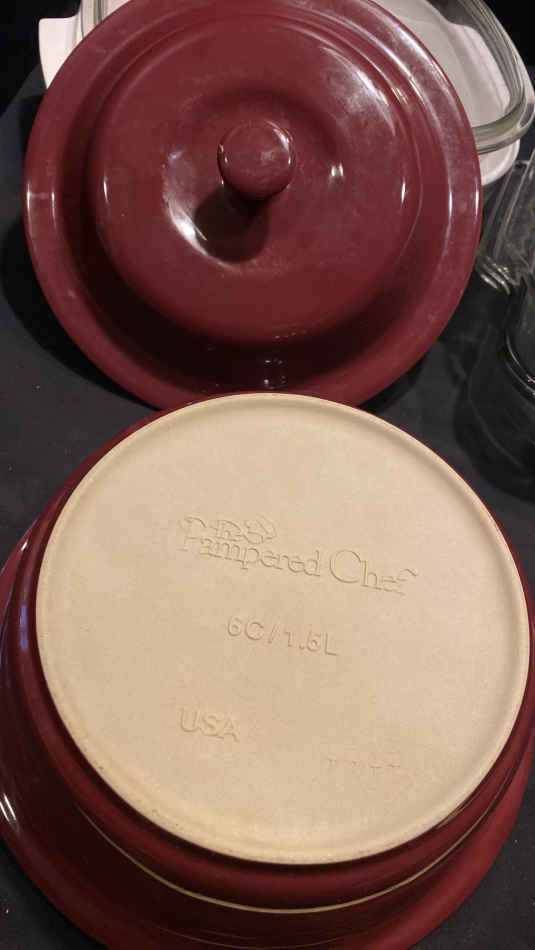 The
Pampered Chef
6C/1.5L
USA